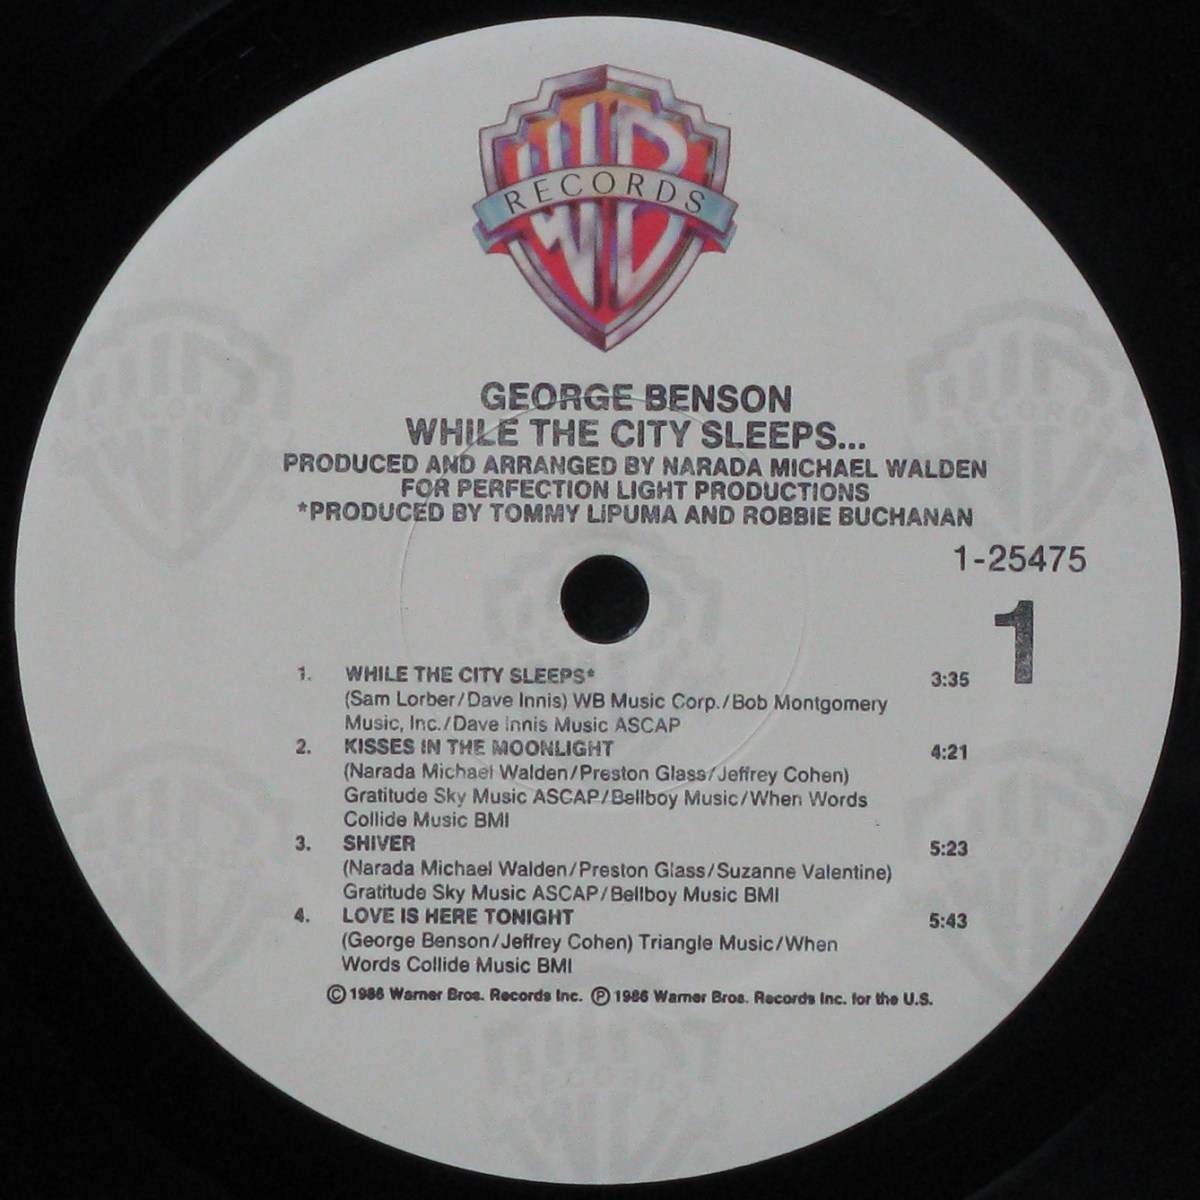 WB
RECORDS
GEORGE BENSON
WHILE THE CITY SLEEPS...
PRODUCED AND ARRANGED BY NARADA MICHAEL WALDEN
FOR PERFECTION LIGHT PRODUCTIONS
*PRODUCED BY TOMMY LIPUMA AND ROBBIE BUCHANAN
1-25475
1
1. WHILE THE CITY SLEEPS* 3:35
(Sam Lorber/Dave Innis) WB Music Corp./Bob Montgomery
Music, Inc./Dave Innis Music ASCAP
2. KISSES IN THE MOONLIGHT 4:21
(Narada Michael Walden/Preston Glass/Jeffrey Cohen)
Gratitude Sky Music ASCAP/Bellboy Music/When Words
Collide Music BMI
3. SHIVER 5:23
(Narada Michael Walden/Preston Glass/Suzanne Valentine)
Gratitude Sky Music ASCAP/Bellboy Music BMI
4. LOVE IS HERE TONIGHT 5:43
(George Benson/Jeffrey Cohen) Triangle Music/When
Words Collide Music BMI
© 1986 Warner Bros. Records Inc. ℗ 1986 Warner Bros. Records Inc. for the U.S.